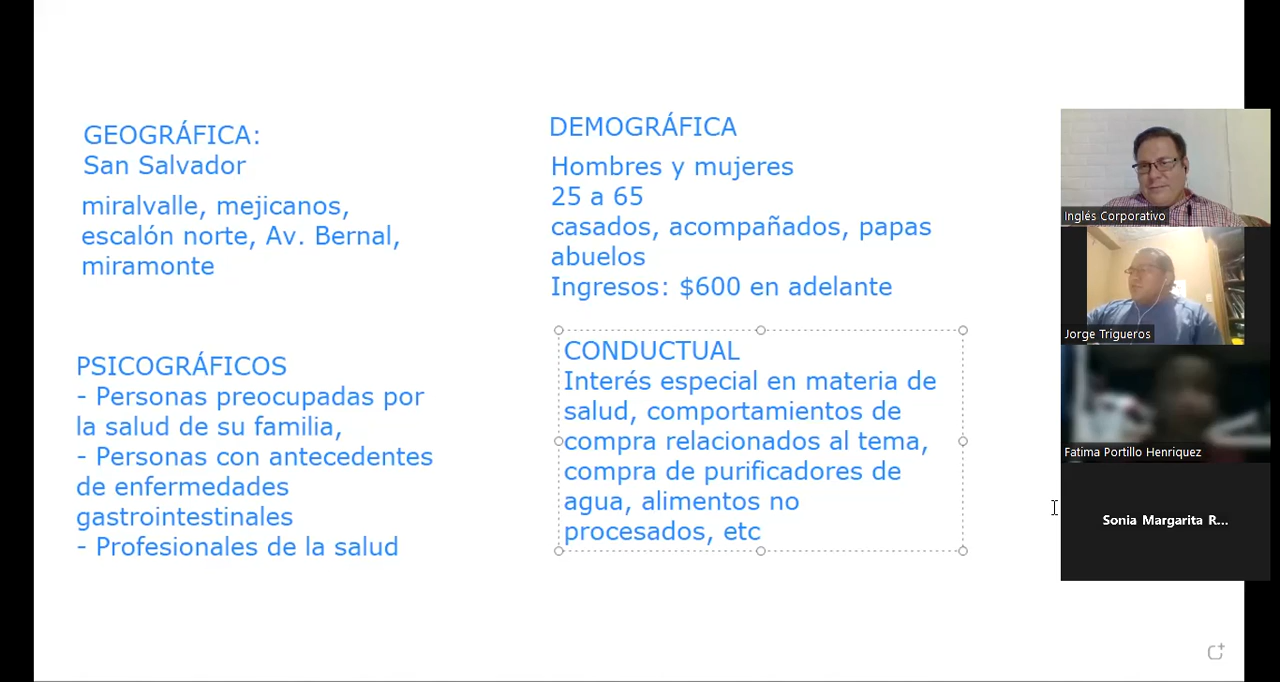 GEOGRÁFICA:
San Salvador
miralvalle, mejicanos,
escalón norte, Av. Bernal,
miramonte
DEMOGRÁFICA
Hombres y mujeres
25 a 65
casados, acompañados, papas
abuelos
Ingresos: $600 en adelante
PSICOGRÁFICOS
- Personas preocupadas por
la salud de su familia,
- Personas con antecedentes
de enfermedades
gastrointestinales
- Profesionales de la salud
CONDUCTUAL
Interés especial en materia de
salud, comportamientos de
compra relacionados al tema,
compra de purificadores de
agua, alimentos no
procesados, etc
Inglés Corporativo
Jorge Trigueros
Fatima Portillo Henriquez
Sonia Margarita R...